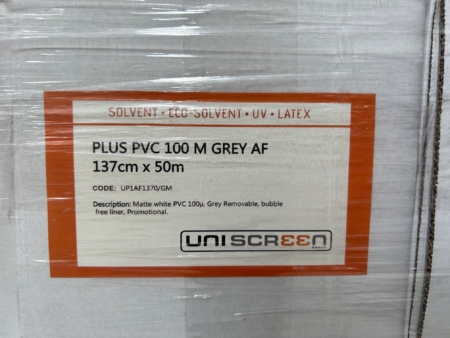 SOLVENT • ECO-SOLVENT • UV • LATEX
PLUS PVC 100 M GREY AF
137cm x 50m
CODE: UP1AF1370/GM
Description: Matte white PVC 100µ, Grey Removable, bubble
free liner, Promotional.
UNISCREEN